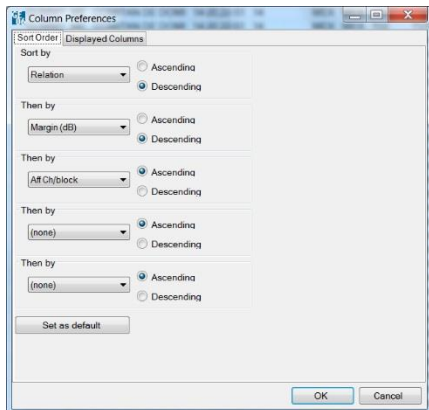 Column Preferences
Sort Order Displayed Columns
Sort by
Relation
Ascending
Descending
Then by
Margin (dB)
Ascending
Descending
Then by
Aff Ch/block
Ascending
Descending
Then by
(none)
Ascending
Descending
Then by
(none)
Ascending
Descending
Set as default
OK Cancel